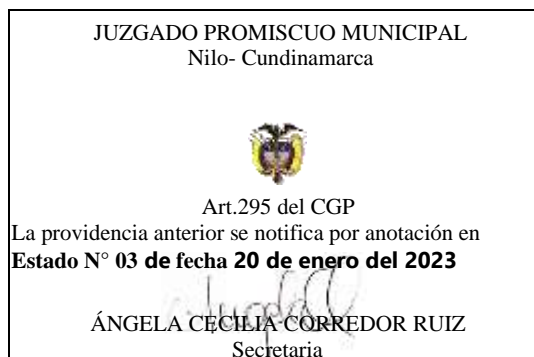 JUZGADO PROMISCUO MUNICIPAL
Nilo- Cundinamarca
Art.295 del CGP
La providencia anterior se notifica por anotación en
Estado N° 03 de fecha 20 de enero del 2023
ÁNGELA CECILIA CORREDOR RUIZ
Secretaria